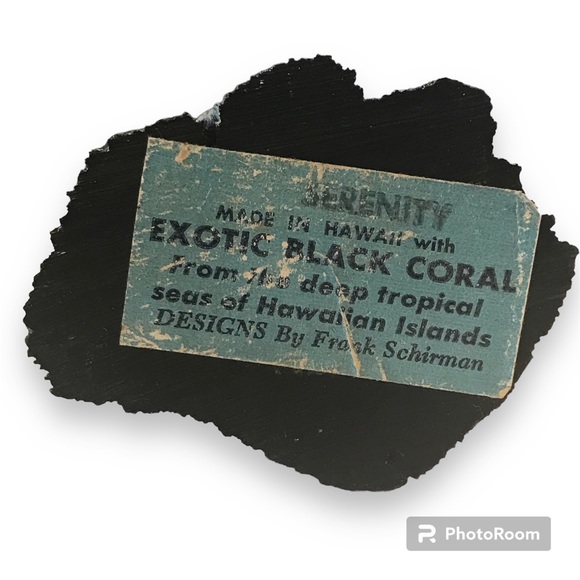 SERENITY
MADE IN HAWAII with
EXOTIC BLACK CORAL
from the deep tropical
seas of Hawaiian Islands
DESIGNS By Frank Schirman
PhotoRoom